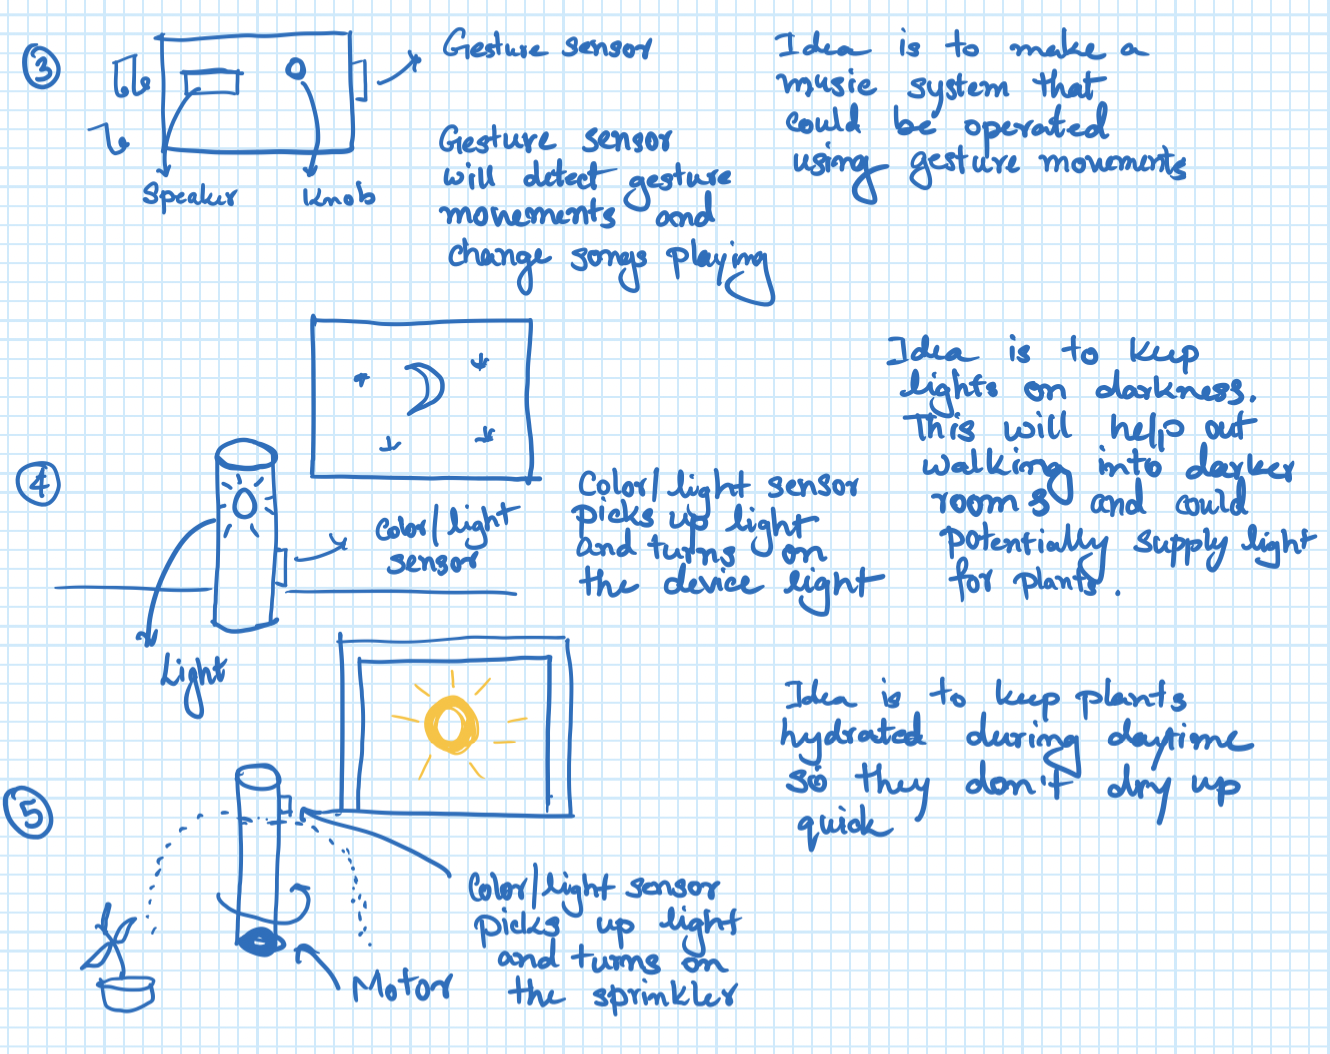 3
Gesture sensor
Speaker
Knob
Gesture sensor
will detect gesture
movements and
change songs playing
Idea is to make a
music system that
could be operated
using gesture movements
4
Light
Color/light
sensor
Color/light sensor
picks up light
and turns on
the device light
Idea is to keep
lights on darkness.
This will help out
walking into darker
rooms and could
potentially supply light
for plants.
5
Motor
Color/light sensor
picks up light
and turns on
the sprinkler
Idea is to keep plants
hydrated during daytime
so they don't dry up
quick